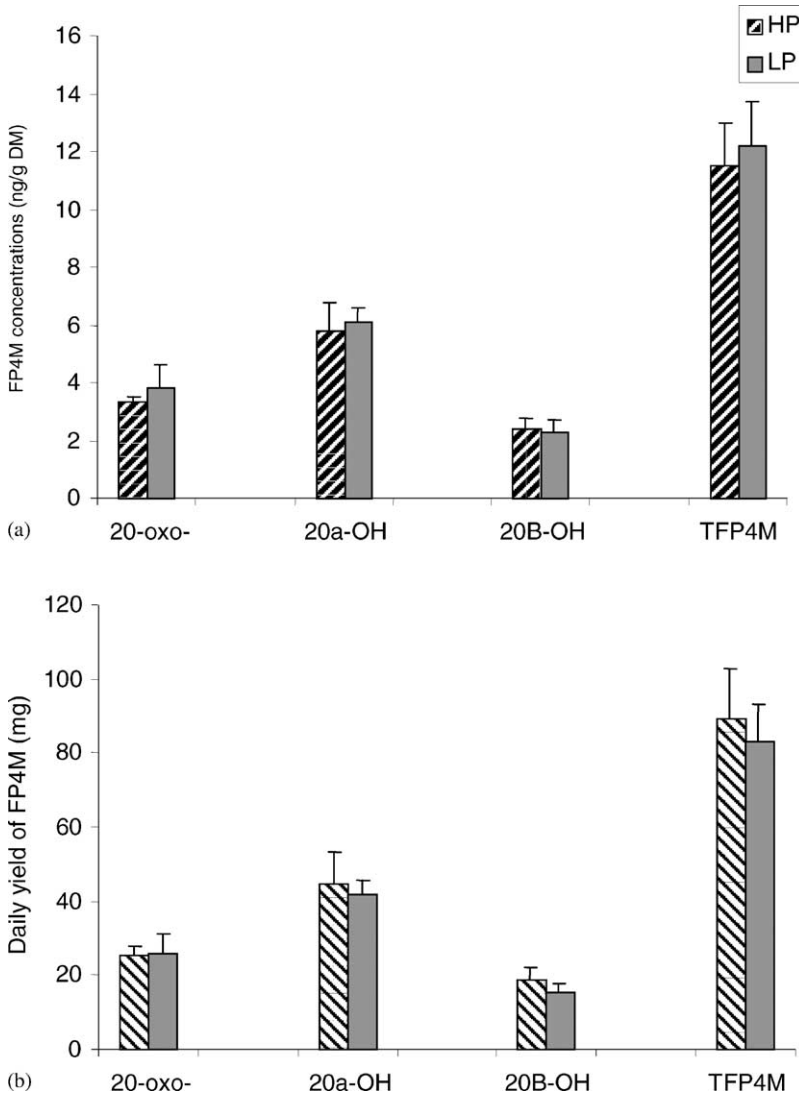 HP
LP
FP4M concentrations (ng/g DM)
16
14
12
10
8
6
4
2
0
20-oxo-
20a-OH
20B-OH
TFP4M
(a)
Daily yield of FP4M (mg)
120
100
80
60
40
20
0
20-oxo-
20a-OH
20B-OH
TFP4M
(b)